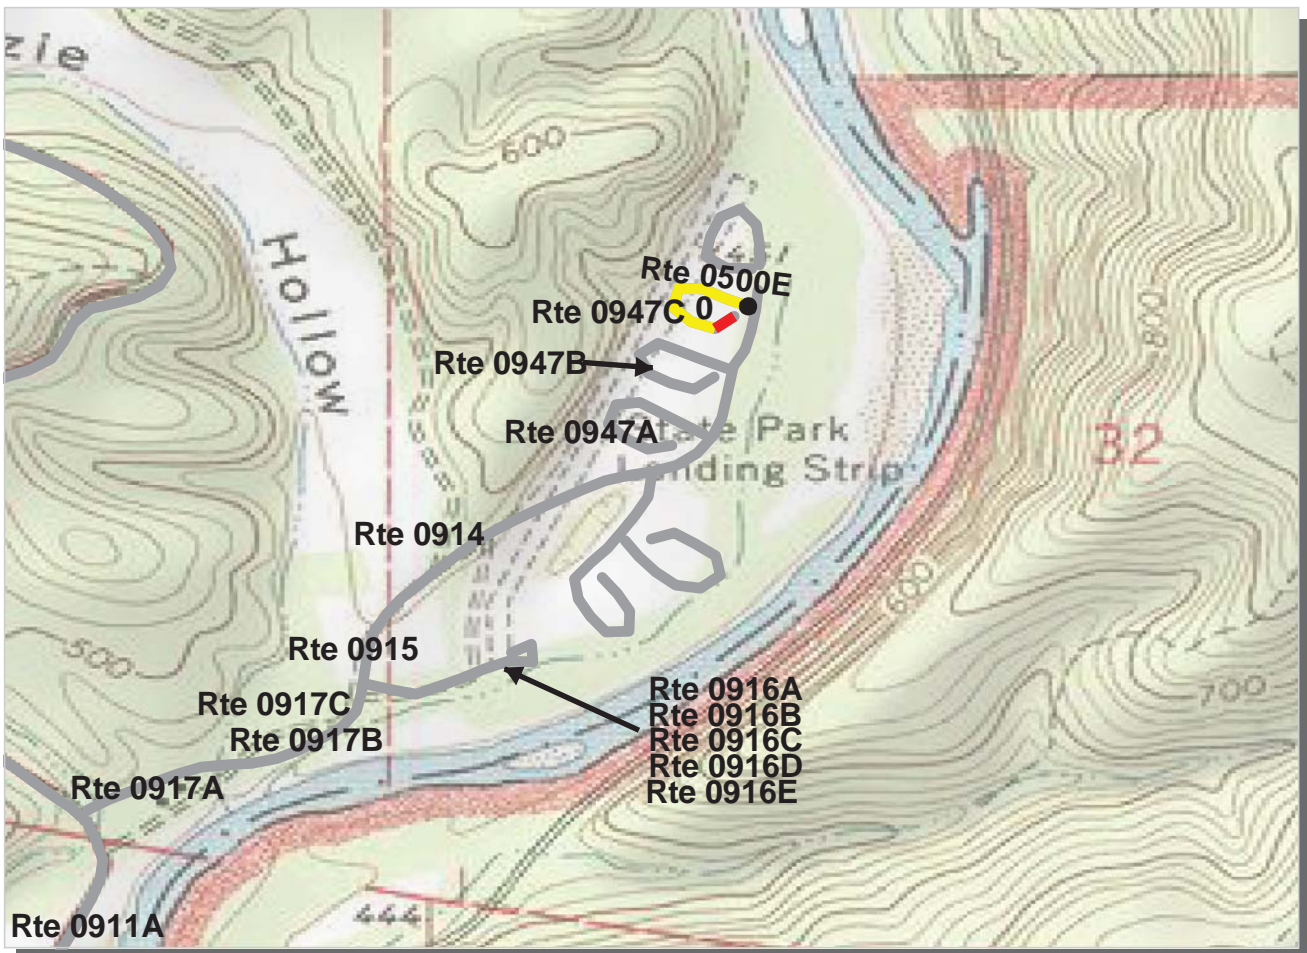 zie
600
Hollow
451
Rte 0500E
Rte 0947C 0
Rte 0947B
800
Rte 0947A
State Park
Landing Strip
32
Rte 0914
600
Rte 0915
500
Rte 0917C
Rte 0917B
Rte 0916A
Rte 0916B
Rte 0916C
Rte 0916D
Rte 0916E
700
Rte 0917A
444
Rte 0911A